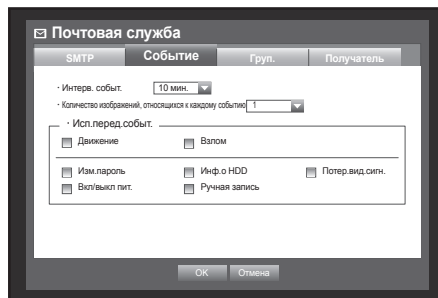 Почтовая служба
SMTP Событие Груп. Получатель
· Интерв. событ. 10 мин.
· Количество изображений, относящихся к каждому событию 1
· Исп.перед.событ.
Движение Взлом
Изм.пароль Инф.о HDD Потер.вид.сигн.
Вкл/выкл пит. Ручная запись
OK Отмена